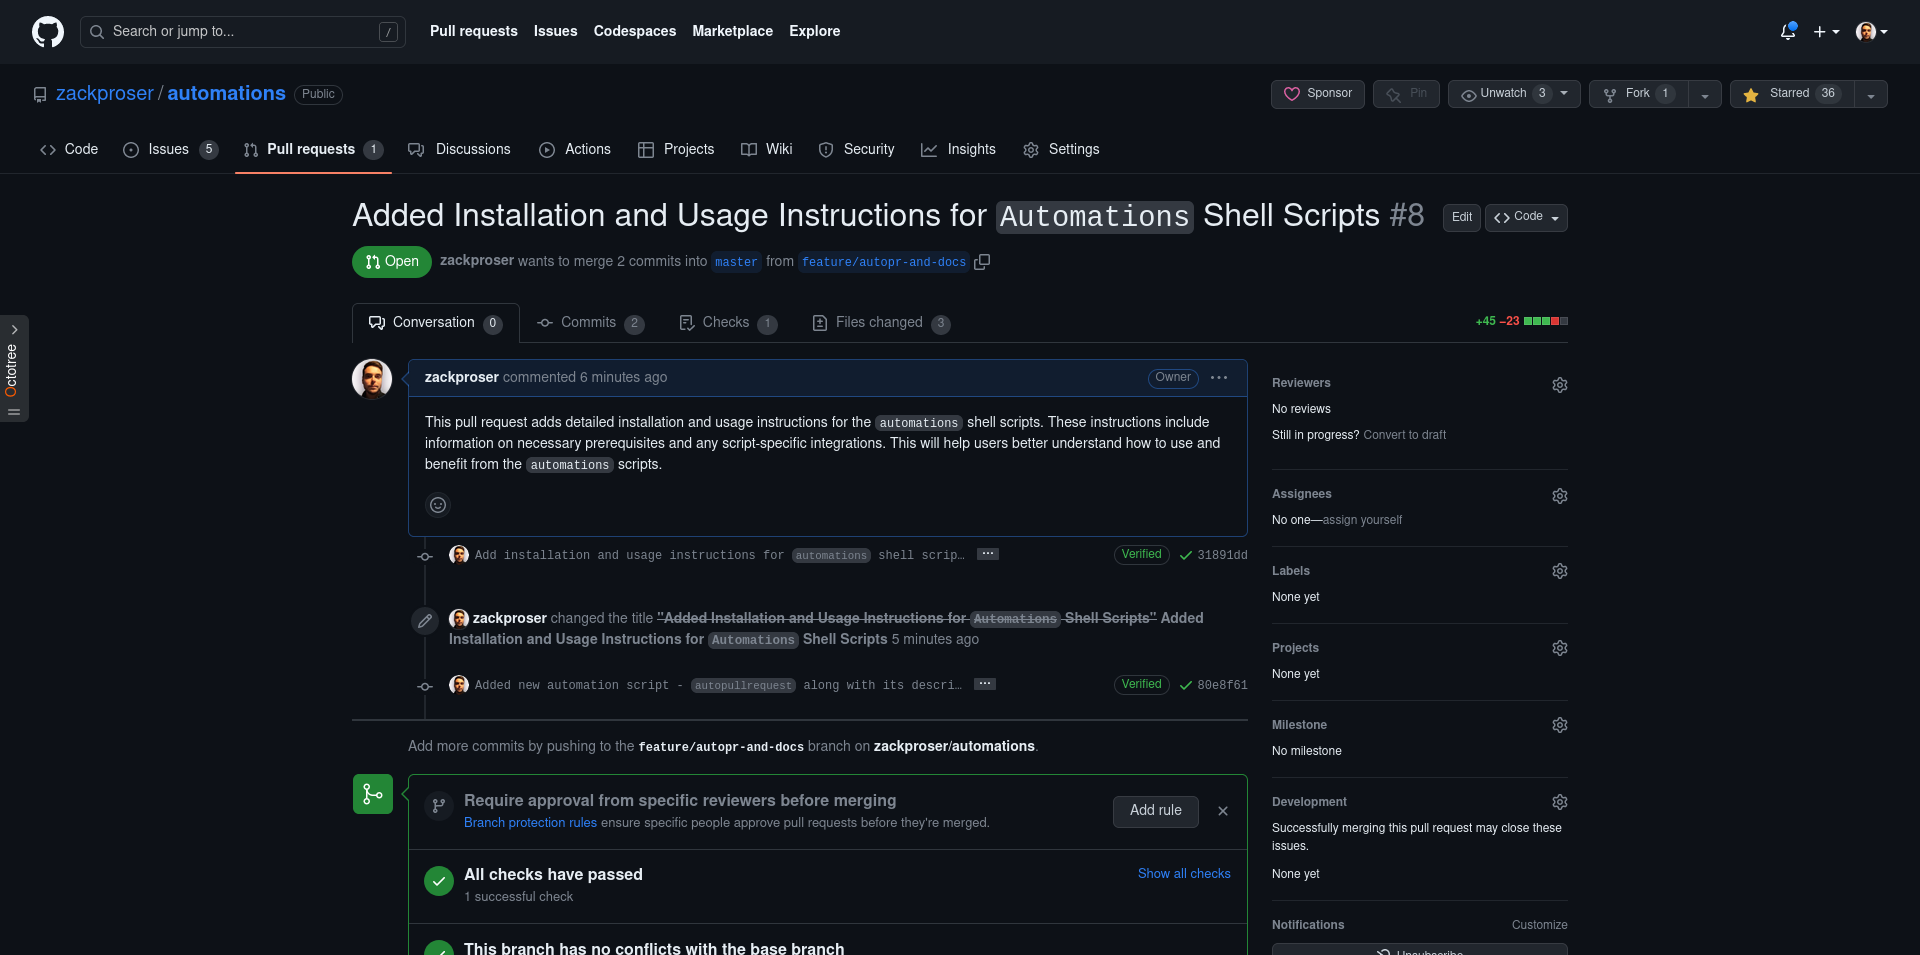 Search or jump to... / Pull requests Issues Codespaces Marketplace Explore
zackproser / automations Public Sponsor Pin Unwatch 3 Fork 1 Starred 36
Code Issues 5 Pull requests 1 Discussions Actions Projects Wiki Security Insights Settings
Added Installation and Usage Instructions for Automations Shell Scripts #8 Edit Code
Open zackproser wants to merge 2 commits into master from feature/autopr-and-docs
Conversation 0 Commits 2 Checks 1 Files changed 3 +45 −23
Octotree
zackproser commented 6 minutes ago Owner ...
This pull request adds detailed installation and usage instructions for the automations shell scripts. These instructions include
information on necessary prerequisites and any script-specific integrations. This will help users better understand how to use and
benefit from the automations scripts.
Add installation and usage instructions for automations shell scrip… ... Verified 31891dd
zackproser changed the title "Added Installation and Usage Instructions for Automations Shell Scripts" Added
Installation and Usage Instructions for Automations Shell Scripts 5 minutes ago
Added new automation script - autopullrequest along with its descri… ... Verified 80e8f61
Add more commits by pushing to the feature/autopr-and-docs branch on zackproser/automations.
Require approval from specific reviewers before merging
Branch protection rules ensure specific people approve pull requests before they're merged.
Add rule
All checks have passed
1 successful check
Show all checks
This branch has no conflicts with the base branch
Reviewers
No reviews
Still in progress? Convert to draft
Assignees
No one—assign yourself
Labels
None yet
Projects
None yet
Milestone
No milestone
Development
Successfully merging this pull request may close these
issues.
None yet
Notifications Customize
Unsubscribe